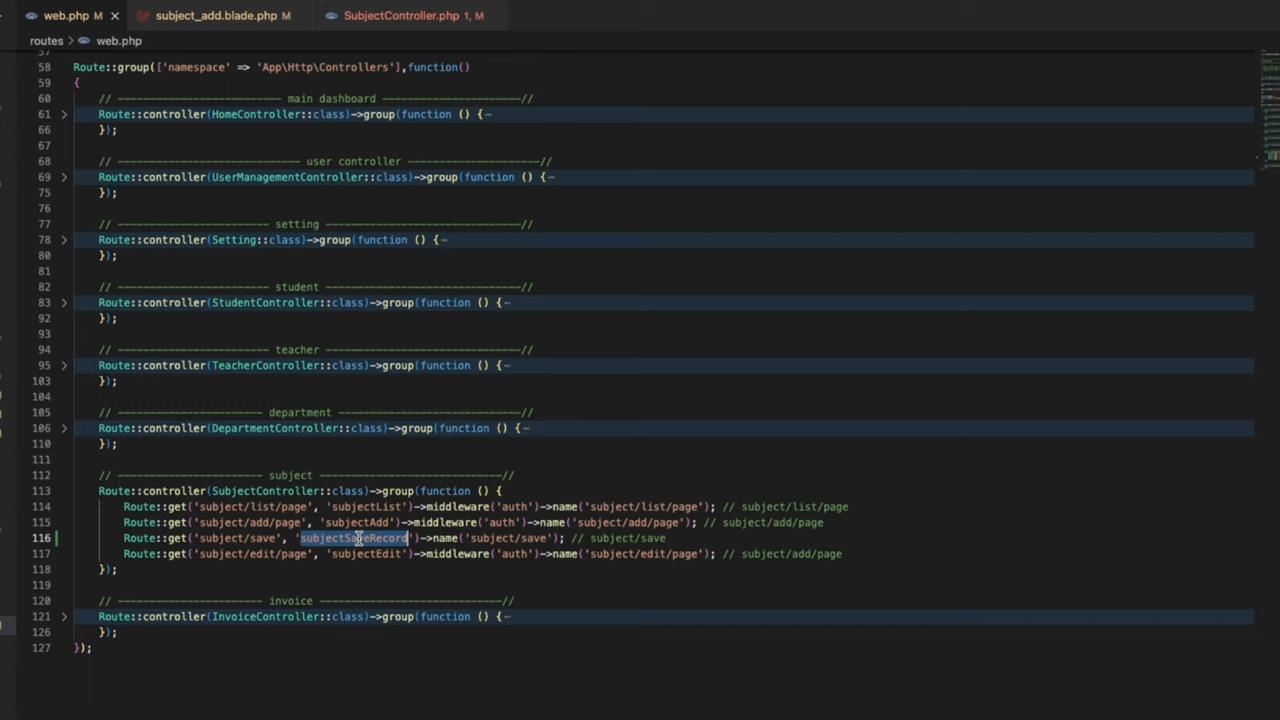 web.php M × subject_add.blade.php M SubjectController.php 1, M
routes > web.php
57
58 Route::group(['namespace' => 'App\Http\Controllers'],function()
59 {
60 // -------------------------- main dashboard ----------------------//
61 > Route::controller(HomeController::class)->group(function () {⋯
66 });
67
68 // ----------------------------- user controller ---------------------//
69 > Route::controller(UserManagementController::class)->group(function () {⋯
75 });
76
77 // ------------------------ setting -------------------------------//
78 > Route::controller(Setting::class)->group(function () {⋯
80 });
81
82 // ------------------------ student -------------------------------//
83 > Route::controller(StudentController::class)->group(function () {⋯
92 });
93
94 // ------------------------ teacher -------------------------------//
95 > Route::controller(TeacherController::class)->group(function () {⋯
103 });
104
105 // ----------------------- department -----------------------------//
106 > Route::controller(DepartmentController::class)->group(function () {⋯
110 });
111
112 // ----------------------- subject -----------------------------//
113 Route::controller(SubjectController::class)->group(function () {
114 Route::get('subject/list/page', 'subjectList')->middleware('auth')->name('subject/list/page'); // subject/list/page
115 Route::get('subject/add/page', 'subjectAdd')->middleware('auth')->name('subject/add/page'); // subject/add/page
116 Route::get('subject/save', 'subjectSaveRecord')->name('subject/save'); // subject/save
117 Route::get('subject/edit/page', 'subjectEdit')->middleware('auth')->name('subject/edit/page'); // subject/add/page
118 });
119
120 // ----------------------- invoice -----------------------------//
121 > Route::controller(InvoiceController::class)->group(function () {⋯
126 });
127 });